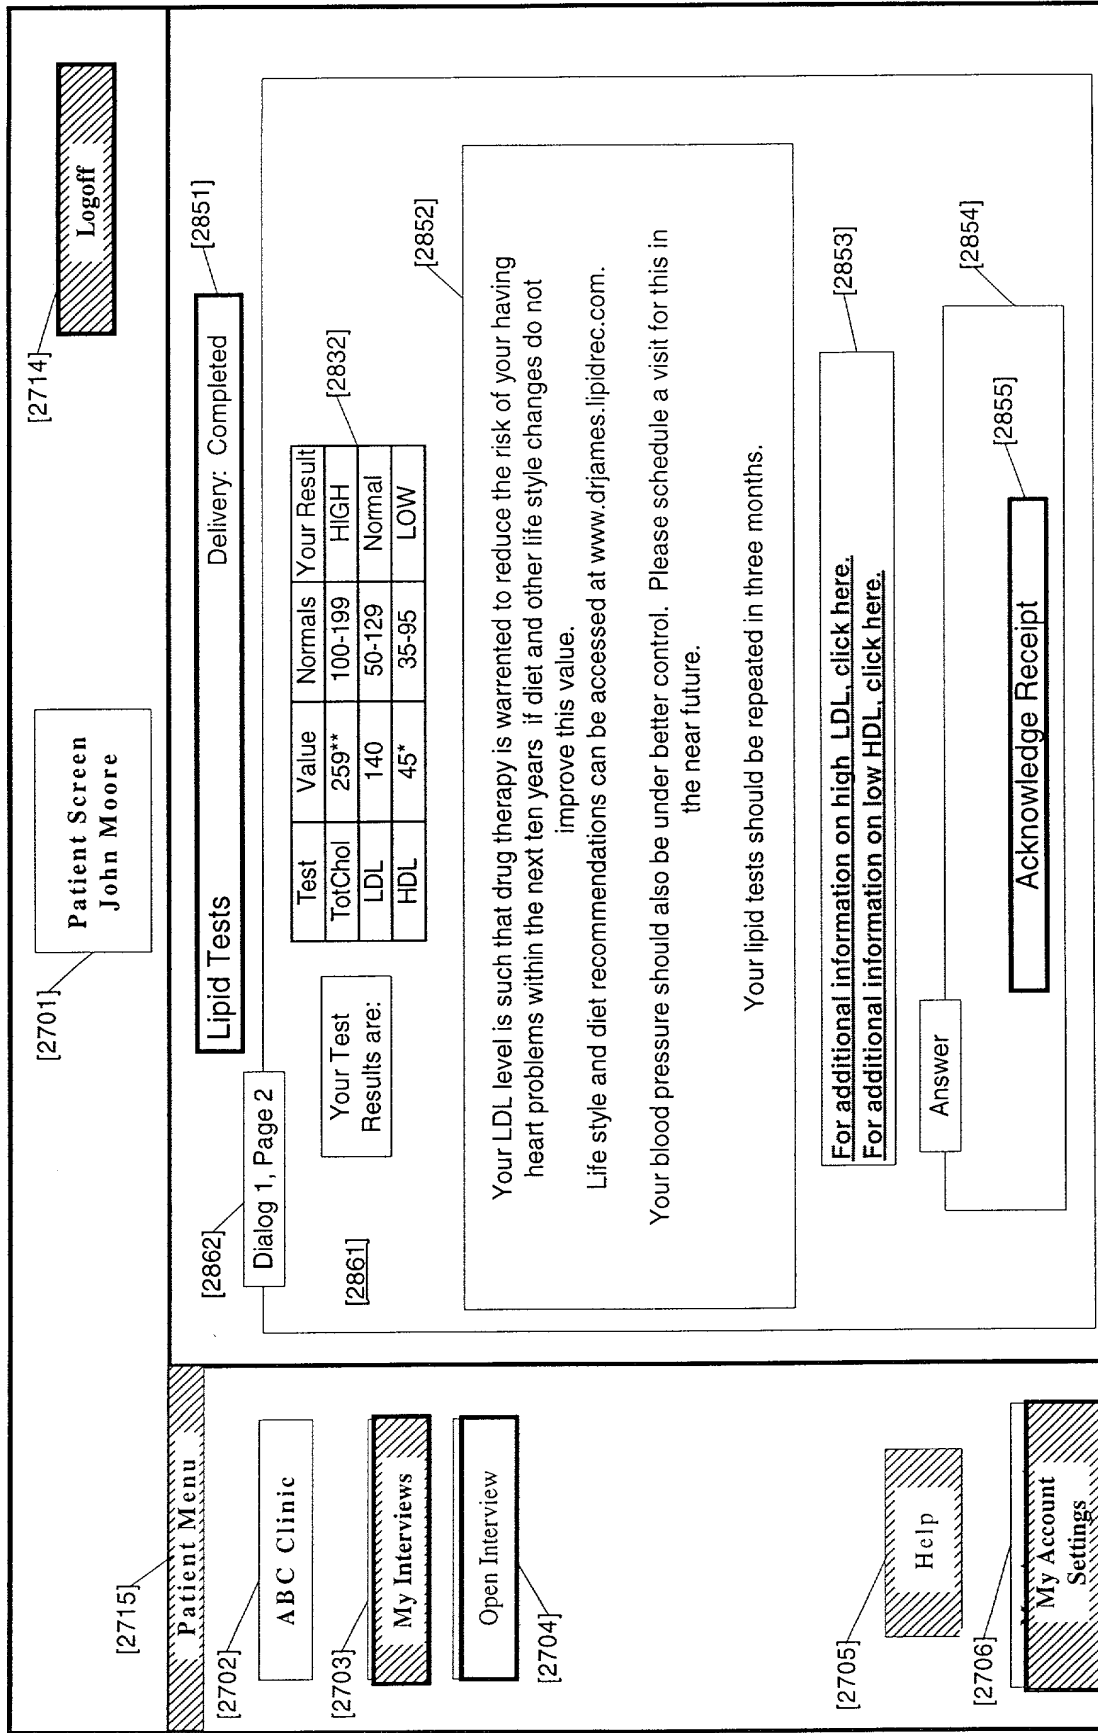 [2701]
Patient Screen
John Moore
[2714]
Logoff
[2715]
Patient Menu
[2702]
ABC Clinic
[2703]
My Interviews
Open Interview
[2704]
[2705]
Help
[2706]
My Account
Settings
Lipid Tests Delivery: Completed
[2851]
[2862]
Dialog 1, Page 2
[2861]
Your Test
Results are:
Test Value Normals Your Result
TotChol 259** 100-199 HIGH
LDL 140 50-129 Normal
HDL 45* 35-95 LOW
[2832]
[2852]
Your LDL level is such that drug therapy is warrented to reduce the risk of your having
heart problems within the next ten years if diet and other life style changes do not
improve this value.
Life style and diet recommendations can be accessed at www.drjames.lipidrec.com.
Your blood pressure should also be under better control. Please schedule a visit for this in
the near future.
Your lipid tests should be repeated in three months.
[2853]
For additional information on high LDL, click here.
For additional information on low HDL, click here.
[2854]
Answer
[2855]
Acknowledge Receipt